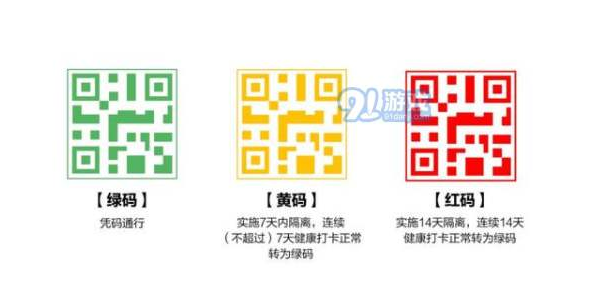 91游戏
91danji.com
【绿码】
凭码通行
【黄码】
实施7天内隔离，连续
（不超过）7天健康打卡正常
转为绿码
【红码】
实施14天隔离，连续14天
健康打卡正常转为绿码